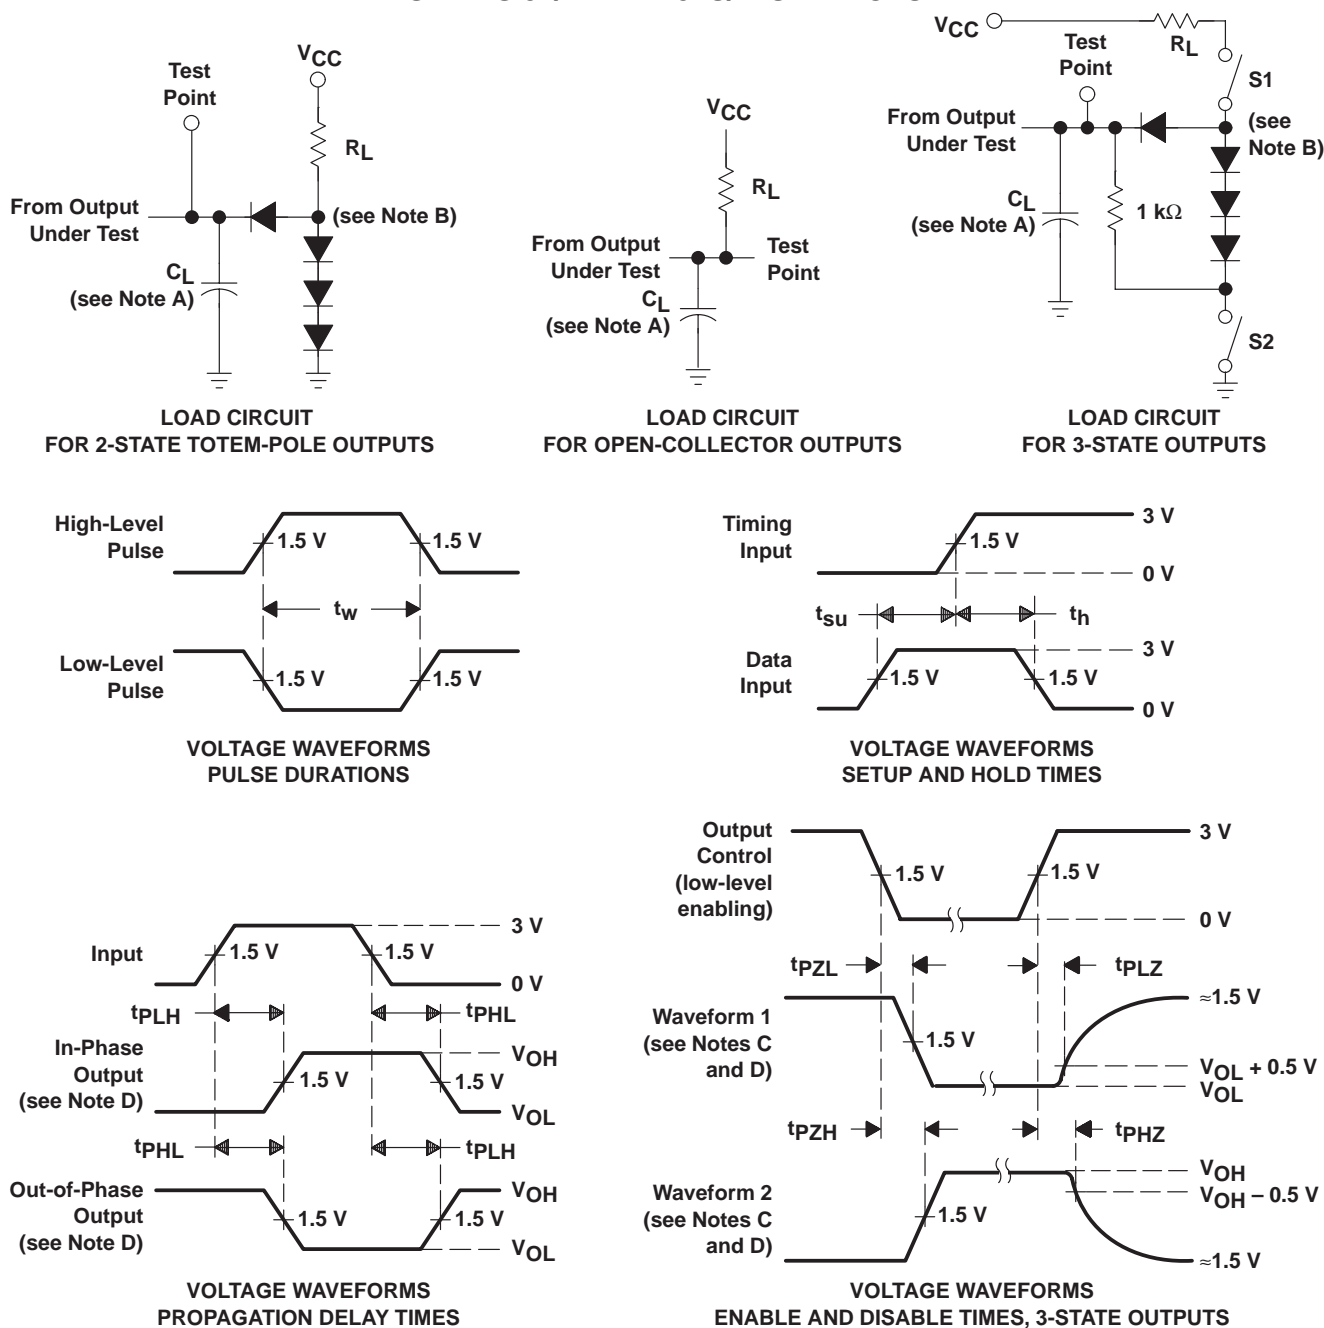 VCC
Test
Point
RL
From Output
Under Test
(see Note B)
CL
(see Note A)
LOAD CIRCUIT
FOR 2-STATE TOTEM-POLE OUTPUTS
VCC
RL
From Output
Under Test
Test
Point
CL
(see Note A)
LOAD CIRCUIT
FOR OPEN-COLLECTOR OUTPUTS
VCC
RL
Test
Point
S1
From Output
Under Test
(see
Note B)
CL
(see Note A)
1 kΩ
S2
LOAD CIRCUIT
FOR 3-STATE OUTPUTS
High-Level
Pulse
1.5 V
1.5 V
tw
Low-Level
Pulse
1.5 V
1.5 V
VOLTAGE WAVEFORMS
PULSE DURATIONS
Timing
Input
3 V
1.5 V
0 V
tsu
th
Data
Input
3 V
1.5 V
1.5 V
0 V
VOLTAGE WAVEFORMS
SETUP AND HOLD TIMES
Input
3 V
1.5 V
1.5 V
0 V
tPLH
tPHL
In-Phase
Output
(see Note D)
VOH
1.5 V
1.5 V
VOL
tPHL
tPLH
Out-of-Phase
Output
(see Note D)
VOH
1.5 V
1.5 V
VOL
VOLTAGE WAVEFORMS
PROPAGATION DELAY TIMES
Output
Control
(low-level
enabling)
3 V
1.5 V
1.5 V
0 V
tPZL
tPLZ
Waveform 1
(see Notes C
and D)
≈1.5 V
1.5 V
VOL + 0.5 V
VOL
tPZH
tPHZ
Waveform 2
(see Notes C
and D)
VOH
VOH – 0.5 V
1.5 V
≈1.5 V
VOLTAGE WAVEFORMS
ENABLE AND DISABLE TIMES, 3-STATE OUTPUTS